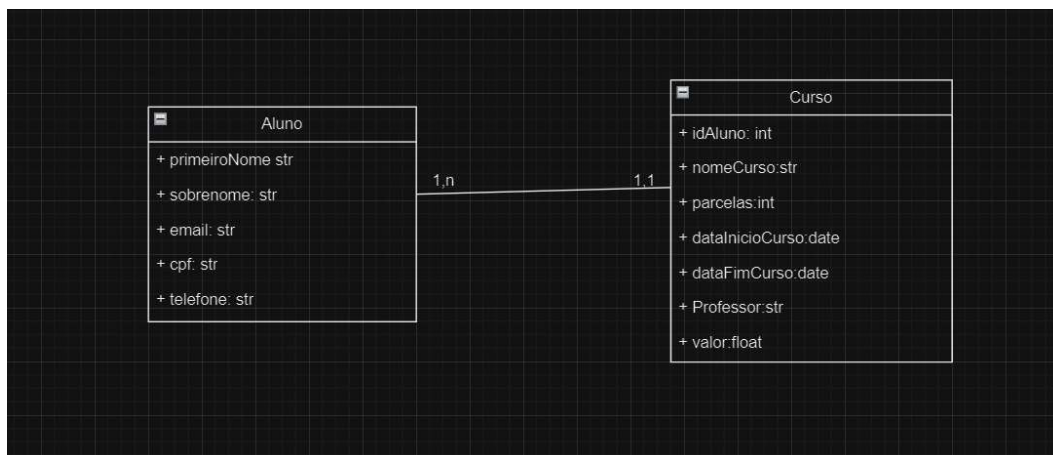 Aluno
+ primeiroNome str
+ sobrenome: str
+ email: str
+ cpf: str
+ telefone: str
1,n
1,1
Curso
+ idAluno: int
+ nomeCurso:str
+ parcelas:int
+ dataInicioCurso:date
+ dataFimCurso:date
+ Professor:str
+ valor:float